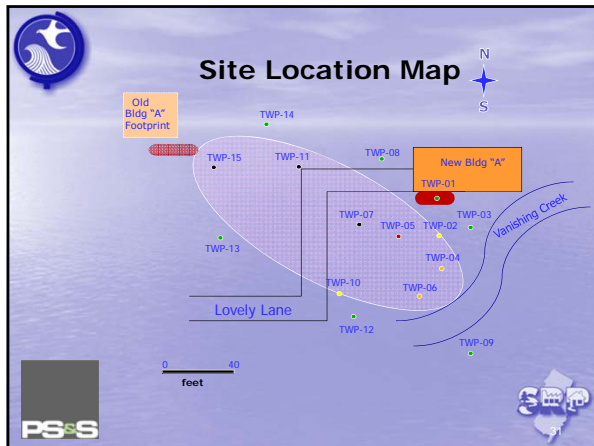 Site Location Map
N
S
Old
Bldg "A"
Footprint
TWP-14
TWP-15
TWP-11
TWP-08
New Bldg "A"
TWP-01
TWP-07
TWP-05
TWP-02
TWP-03
Vanishing Creek
TWP-13
TWP-04
TWP-10
TWP-06
Lovely Lane
TWP-12
TWP-09
0 40
feet
PS&S
SRP
31